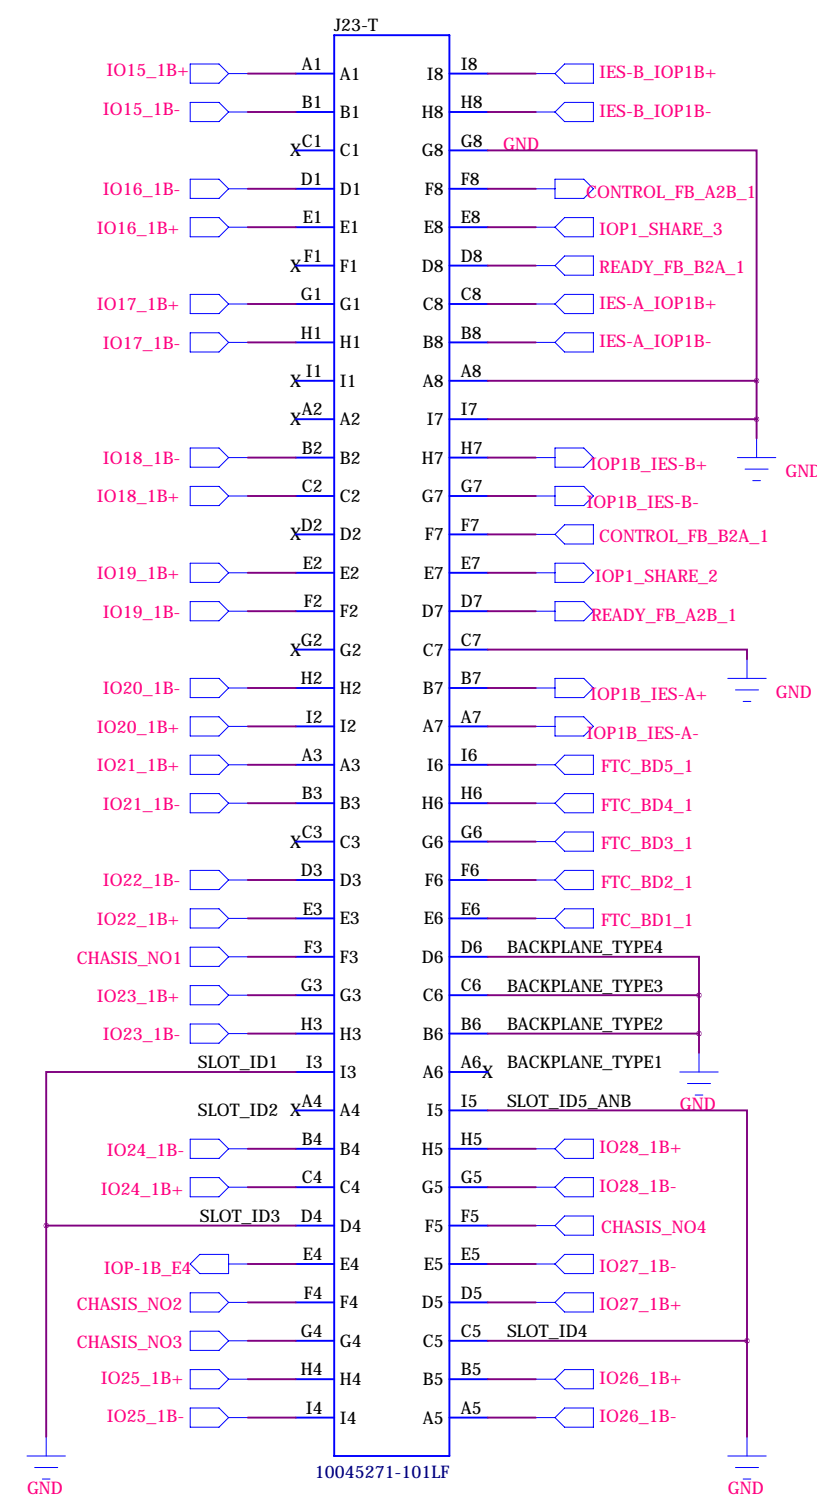 J23-T
IO15_1B+ A1 A1 I8 I8 IES-B_IOP1B+
IO15_1B- B1 B1 H8 H8 IES-B_IOP1B-
X C1 C1 G8 G8 GND
IO16_1B- D1 D1 F8 F8 CONTROL_FB_A2B_1
IO16_1B+ E1 E1 E8 E8 IOP1_SHARE_3
X F1 F1 D8 D8 READY_FB_B2A_1
IO17_1B+ G1 G1 C8 C8 IES-A_IOP1B+
IO17_1B- H1 H1 B8 B8 IES-A_IOP1B-
X I1 I1 A8 A8
X A2 A2 I7 I7
IO18_1B- B2 B2 H7 H7 IOP1B_IES-B+ GND
IO18_1B+ C2 C2 G7 G7 IOP1B_IES-B-
X D2 D2 F7 F7 CONTROL_FB_B2A_1
IO19_1B+ E2 E2 E7 E7 IOP1_SHARE_2
IO19_1B- F2 F2 D7 D7 READY_FB_A2B_1
X G2 G2 C7 C7
IO20_1B- H2 H2 B7 B7 IOP1B_IES-A+ GND
IO20_1B+ I2 I2 A7 A7 IOP1B_IES-A-
IO21_1B+ A3 A3 I6 I6 FTC_BD5_1
IO21_1B- B3 B3 H6 H6 FTC_BD4_1
X C3 C3 G6 G6 FTC_BD3_1
IO22_1B- D3 D3 F6 F6 FTC_BD2_1
IO22_1B+ E3 E3 E6 E6 FTC_BD1_1
CHASIS_NO1 F3 F3 D6 D6 BACKPLANE_TYPE4
IO23_1B+ G3 G3 C6 C6 BACKPLANE_TYPE3
IO23_1B- H3 H3 B6 B6 BACKPLANE_TYPE2
SLOT_ID1 I3 I3 A6 A6 X BACKPLANE_TYPE1
SLOT_ID2 X A4 A4 I5 I5 SLOT_ID5_ANB GND
IO24_1B- B4 B4 H5 H5 IO28_1B+
IO24_1B+ C4 C4 G5 G5 IO28_1B-
SLOT_ID3 D4 D4 F5 F5 CHASIS_NO4
IOP-1B_E4 E4 E4 E5 E5 IO27_1B-
CHASIS_NO2 F4 F4 D5 D5 IO27_1B+
CHASIS_NO3 G4 G4 C5 C5 SLOT_ID4
IO25_1B+ H4 H4 B5 B5 IO26_1B+
IO25_1B- I4 I4 A5 A5 IO26_1B-
10045271-101LF
GND GND